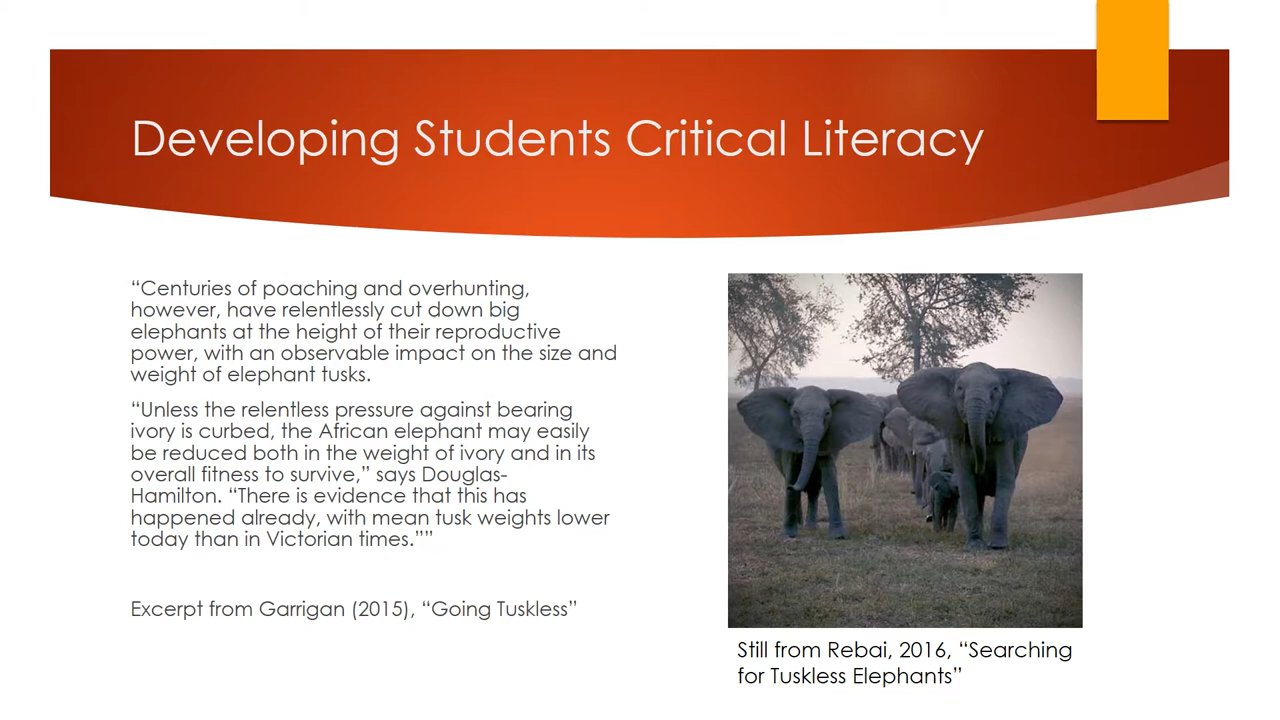 Developing Students Critical Literacy
“Centuries of poaching and overhunting,
however, have relentlessly cut down big
elephants at the height of their reproductive
power, with an observable impact on the size and
weight of elephant tusks.
“Unless the relentless pressure against bearing
ivory is curbed, the African elephant may easily
be reduced both in the weight of ivory and in its
overall fitness to survive,” says Douglas-
Hamilton. “There is evidence that this has
happened already, with mean tusk weights lower
today than in Victorian times.””
Excerpt from Garrigan (2015), “Going Tuskless”
Still from Rebai, 2016, “Searching
for Tuskless Elephants”